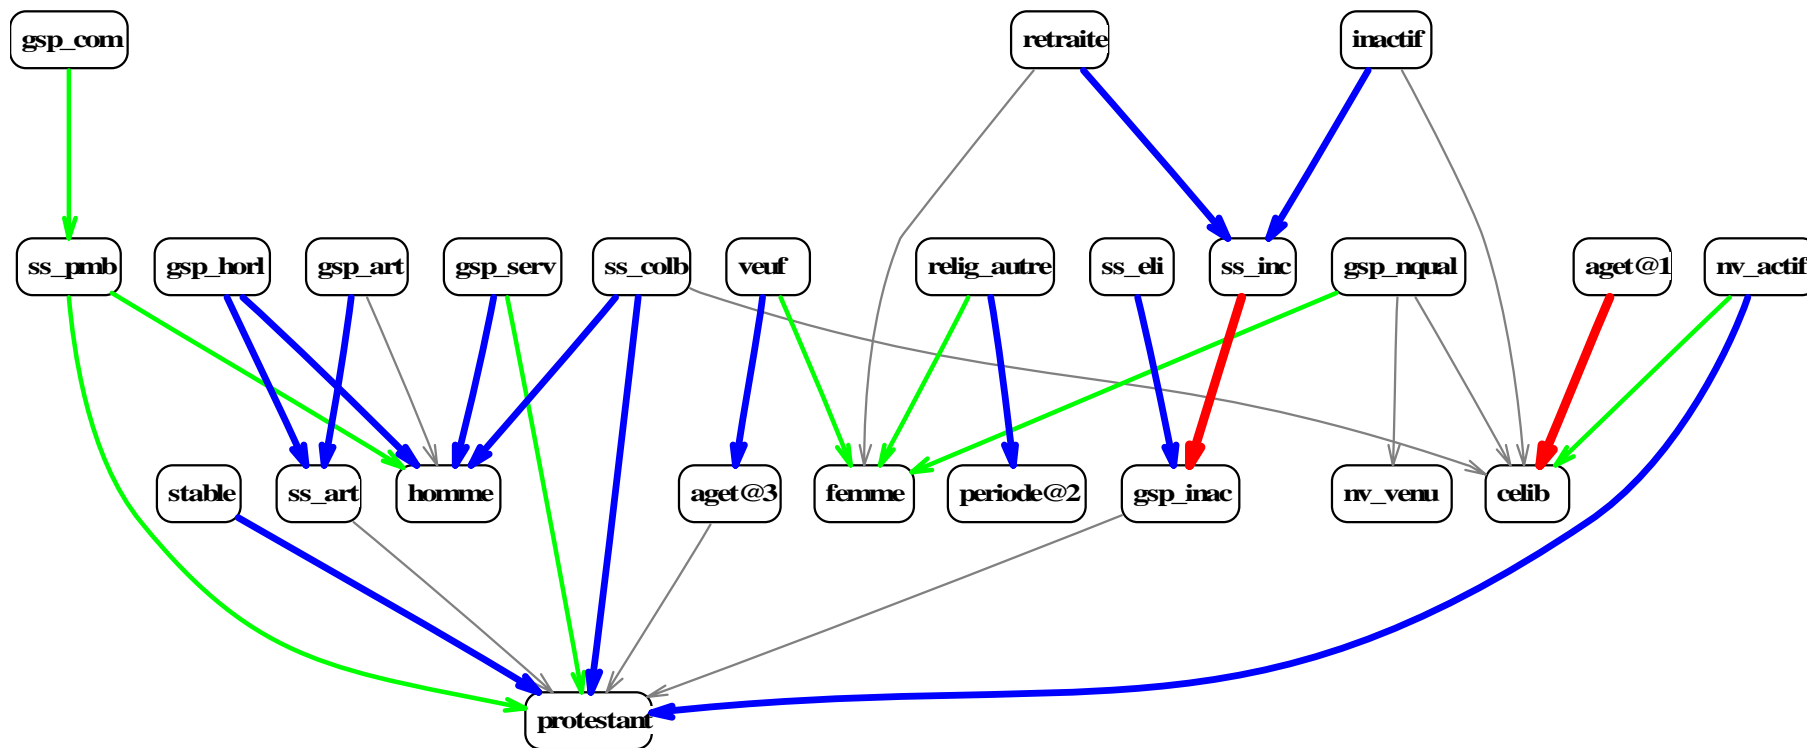 gsp_com
retraite
inactif
ss_pmb
gsp_horl
gsp_art
gsp_serv
ss_colb
veuf
relig_autre
ss_eli
ss_inc
gsp_nqual
aget@1
nv_actif
stable
ss_art
homme
aget@3
femme
periode@2
gsp_inac
nv_venu
celib
protestant